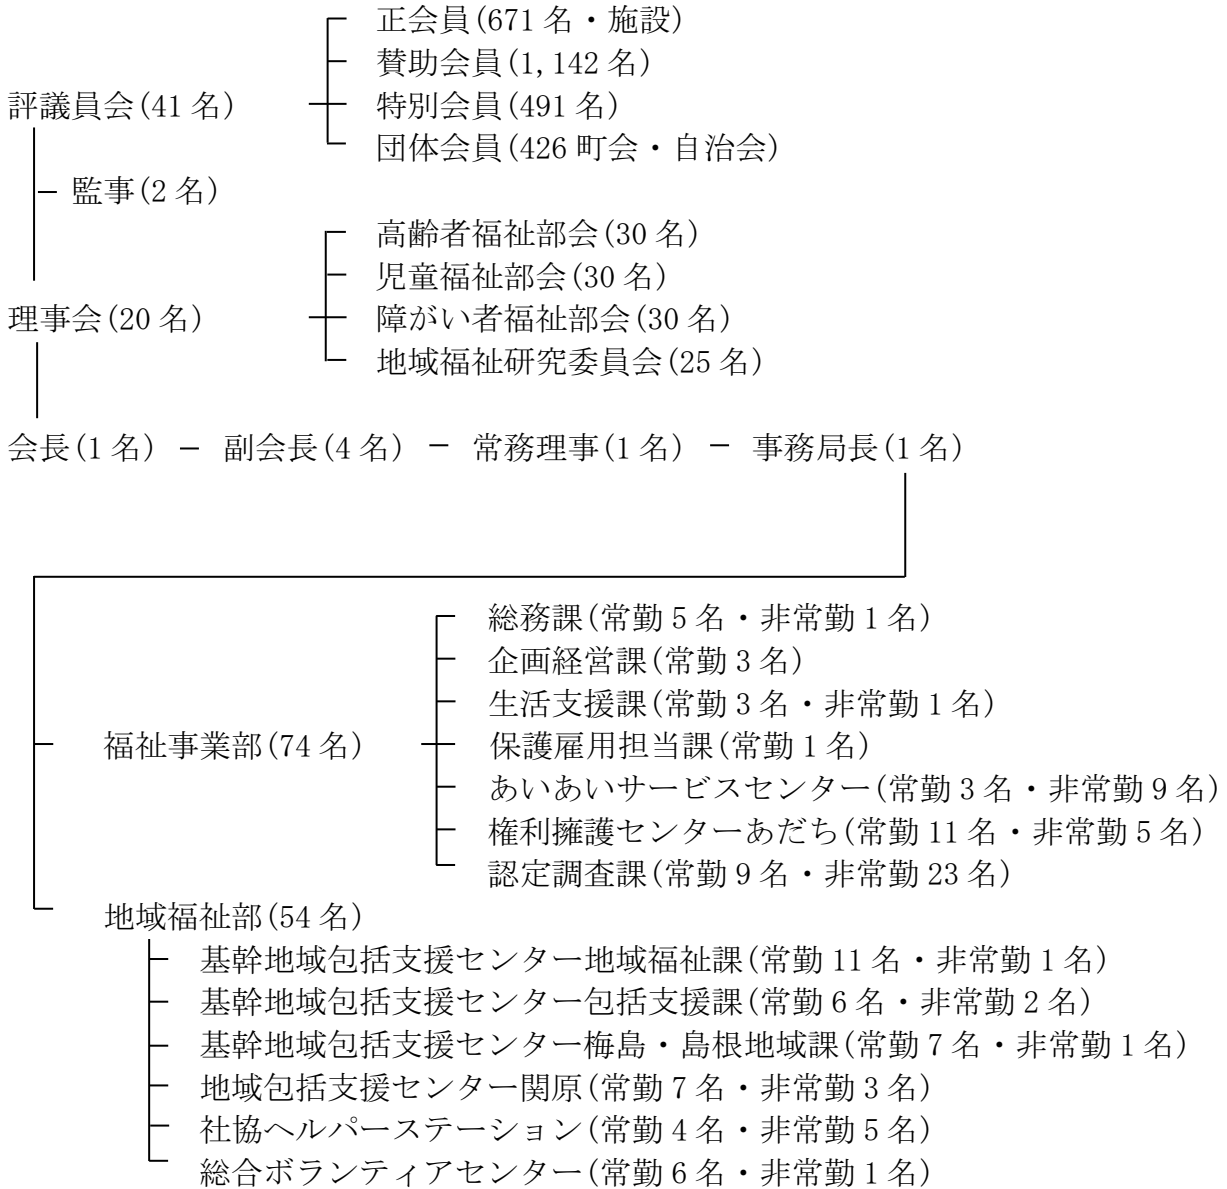 正会員(671名・施設)
賛助会員(1,142名)
評議員会(41名) 特別会員(491名)
団体会員(426町会・自治会)
監事(2名)
高齢者福祉部会(30名)
児童福祉部会(30名)
理事会(20名) 障がい者福祉部会(30名)
地域福祉研究委員会(25名)
会長(1名) － 副会長(4名) － 常務理事(1名) － 事務局長(1名)
総務課(常勤5名・非常勤1名)
企画経営課(常勤3名)
生活支援課(常勤3名・非常勤1名)
福祉事業部(74名) 保護雇用担当課(常勤1名)
あいあいサービスセンター(常勤3名・非常勤9名)
権利擁護センターあだち(常勤11名・非常勤5名)
認定調査課(常勤9名・非常勤23名)
地域福祉部(54名)
基幹地域包括支援センター地域福祉課(常勤11名・非常勤1名)
基幹地域包括支援センター包括支援課(常勤6名・非常勤2名)
基幹地域包括支援センター梅島・島根地域課(常勤7名・非常勤1名)
地域包括支援センター関原(常勤7名・非常勤3名)
社協ヘルパーステーション(常勤4名・非常勤5名)
総合ボランティアセンター(常勤6名・非常勤1名)